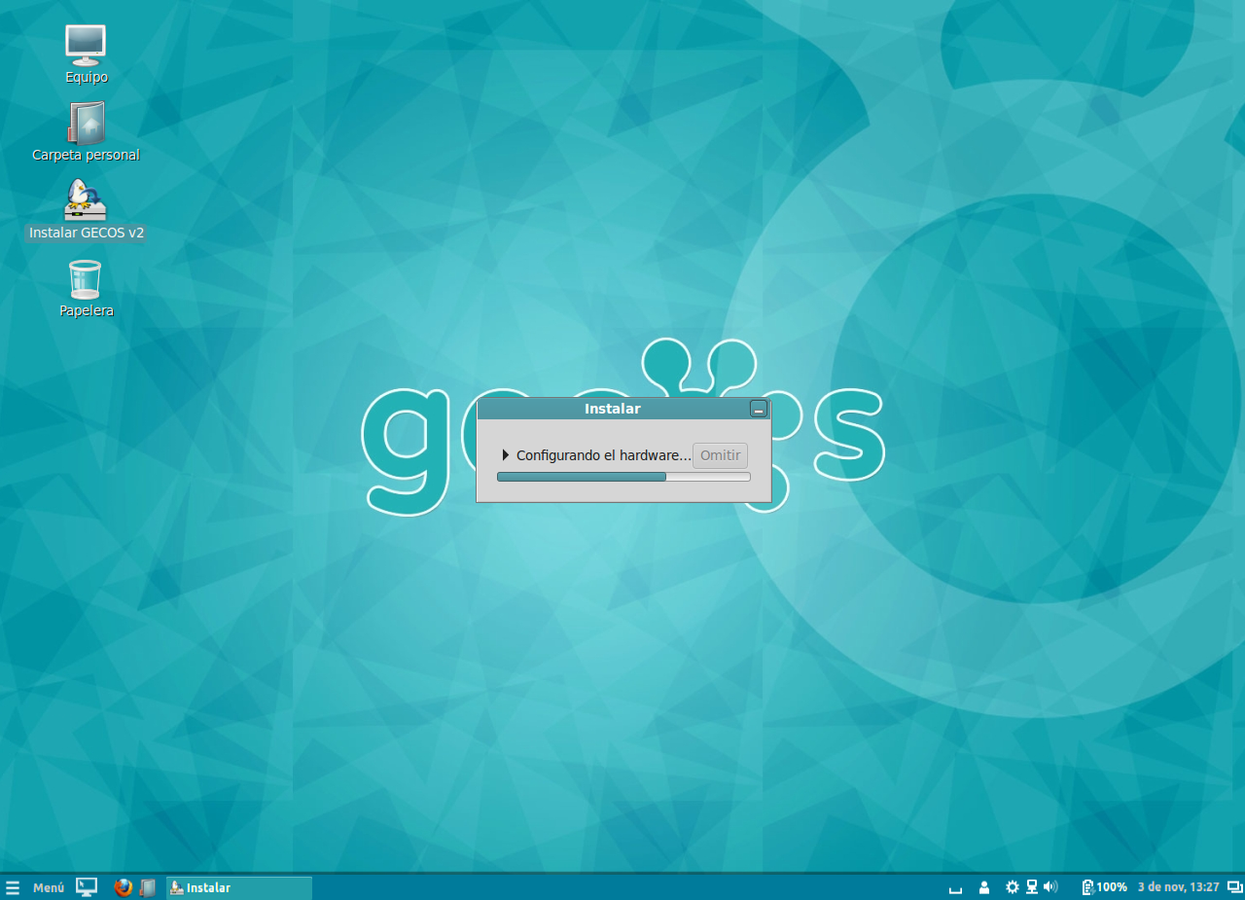 Equipo
Carpeta personal
Instalar GECOS v2
Papelera
Instalar
Configurando el hardware...
Omitir
Menú
Instalar
100%
3 de nov, 13:27